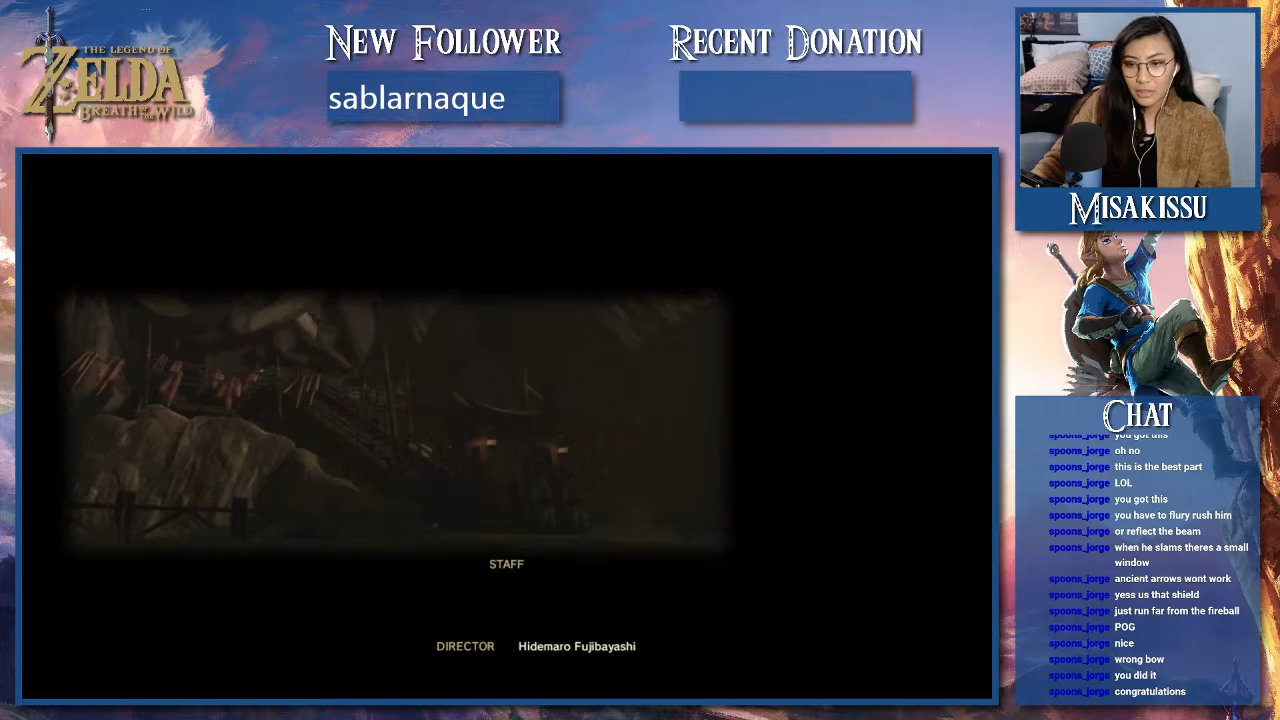 THE LEGEND OF
ZELDA
BREATH OF THE WILD
NEW FOLLOWER
sablarnaque
RECENT DONATION
MISAKISSU
CHAT
spoons_jorge you got this
spoons_jorge oh no
spoons_jorge this is the best part
spoons_jorge LOL
spoons_jorge you got this
spoons_jorge you have to flury rush him
spoons_jorge or reflect the beam
spoons_jorge when he slams theres a small
window
spoons_jorge ancient arrows wont work
spoons_jorge yess us that shield
spoons_jorge just run far from the fireball
spoons_jorge POG
spoons_jorge nice
spoons_jorge wrong bow
spoons_jorge you did it
spoons_jorge congratulations
STAFF
DIRECTOR Hidemaro Fujibayashi